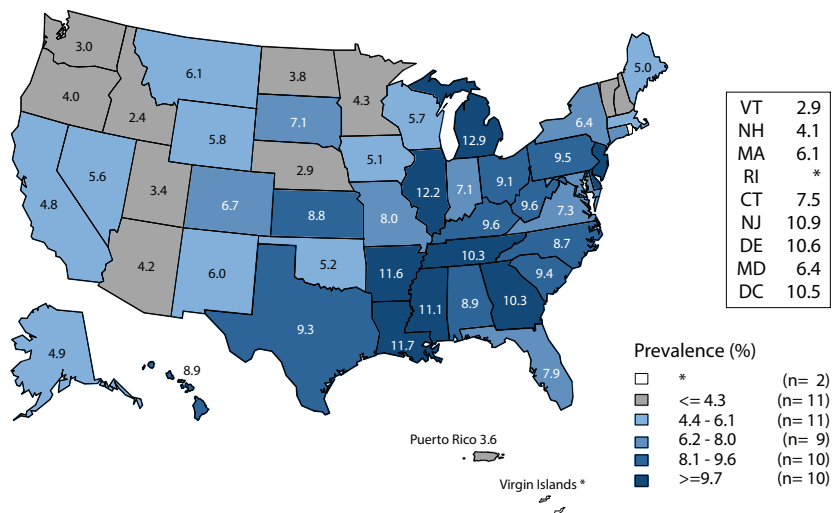 3.0
4.0
2.4
6.1
5.8
3.8
7.1
2.9
4.3
5.7
5.1
12.9
12.2
7.1
9.1
9.5
6.4
5.0
4.8
5.6
3.4
6.7
8.8
8.0
9.6
9.6
7.3
4.2
6.0
5.2
11.6
10.3
8.7
9.4
9.3
11.7
11.1
8.9
10.3
7.9
4.9
8.9
Puerto Rico 3.6
Virgin Islands *
VT 2.9
NH 4.1
MA 6.1
RI *
CT 7.5
NJ 10.9
DE 10.6
MD 6.4
DC 10.5
Prevalence (%)
* (n= 2)
<= 4.3 (n= 11)
4.4 - 6.1 (n= 11)
6.2 - 8.0 (n= 9)
8.1 - 9.6 (n= 10)
>=9.7 (n= 10)